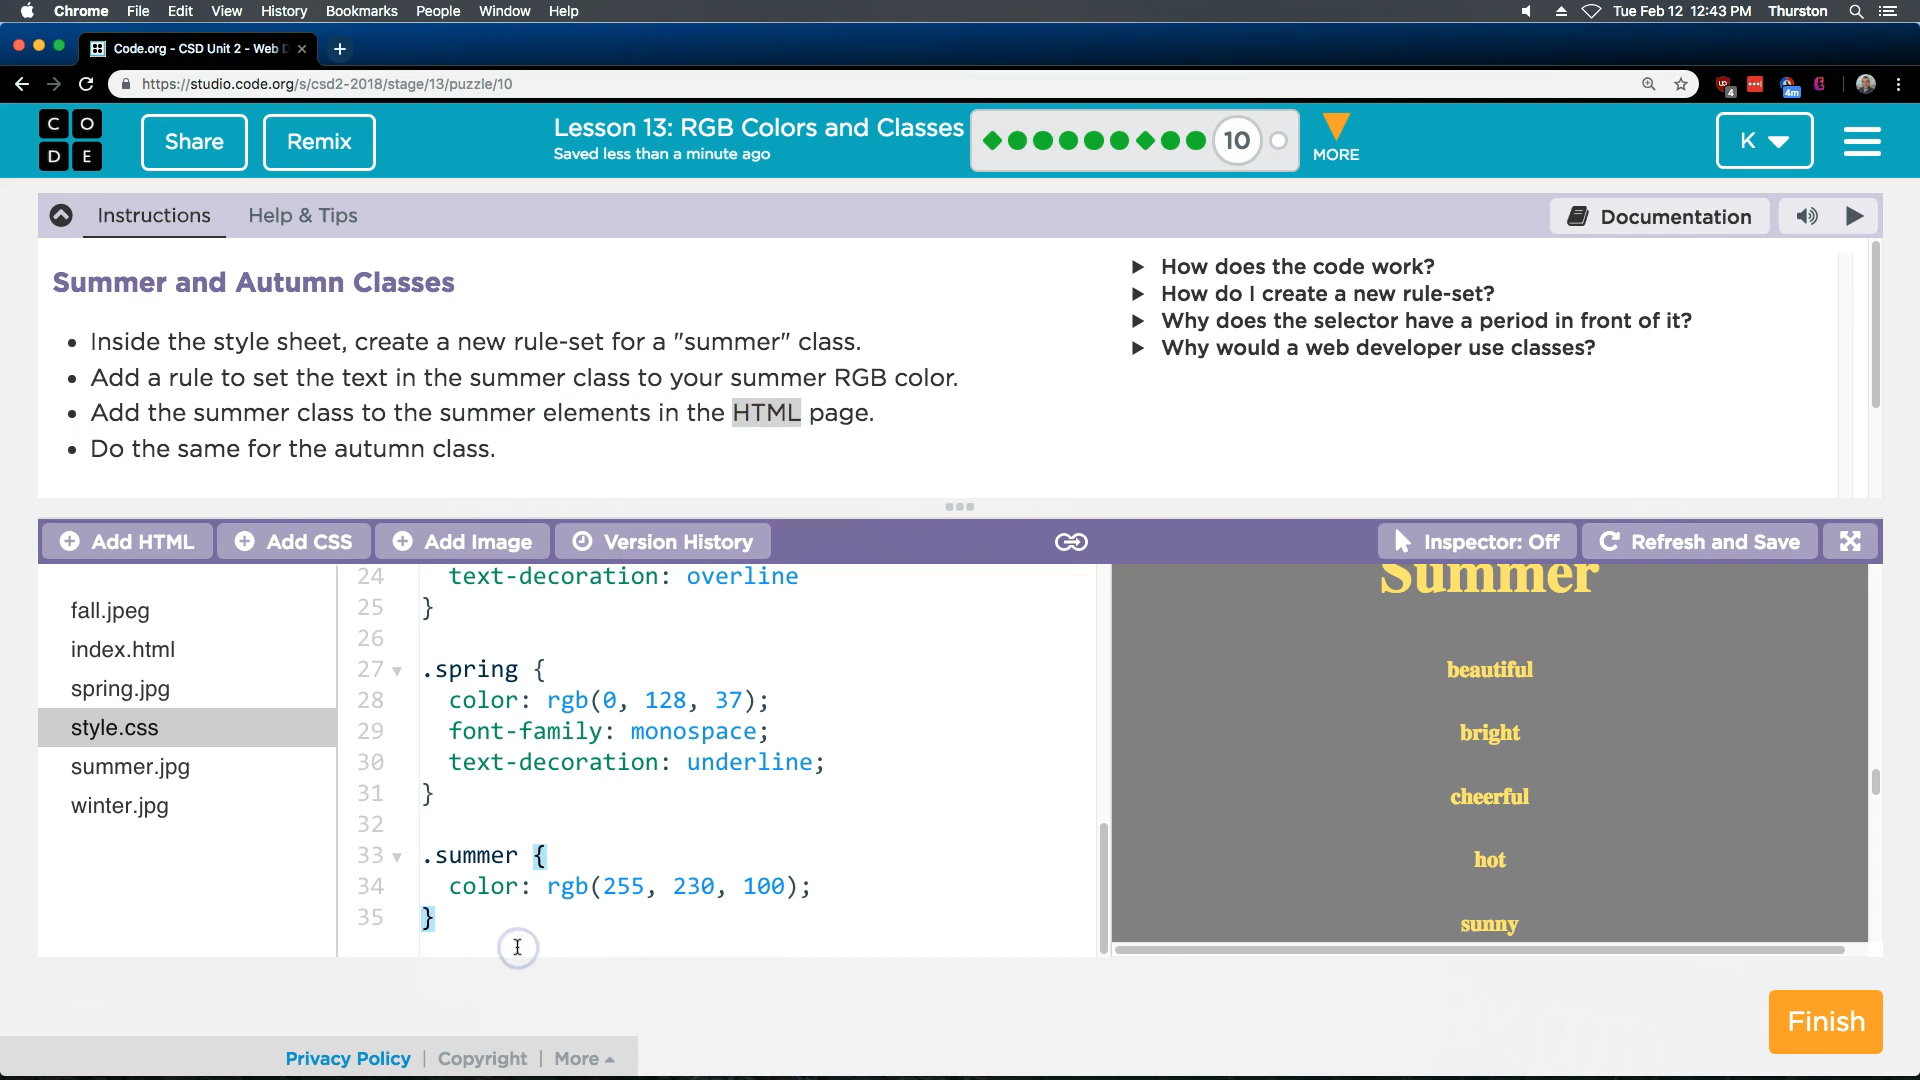 Chrome File Edit View History Bookmarks People Window Help Tue Feb 12 12:43 PM Thurston
Code.org - CSD Unit 2 - Web D
https://studio.code.org/s/csd2-2018/stage/13/puzzle/10
4
4m
C O
D E
Share
Remix
Lesson 13: RGB Colors and Classes
Saved less than a minute ago
10
MORE
K
Instructions
Help & Tips
Documentation
Summer and Autumn Classes
• Inside the style sheet, create a new rule-set for a "summer" class.
• Add a rule to set the text in the summer class to your summer RGB color.
• Add the summer class to the summer elements in the HTML page.
• Do the same for the autumn class.
How does the code work?
How do I create a new rule-set?
Why does the selector have a period in front of it?
Why would a web developer use classes?
Add HTML
Add CSS
Add Image
Version History
Inspector: Off
Refresh and Save
fall.jpeg
index.html
spring.jpg
style.css
summer.jpg
winter.jpg
24 text-decoration: overline
25 }
26
27 .spring {
28 color: rgb(0, 128, 37);
29 font-family: monospace;
30 text-decoration: underline;
31 }
32
33 .summer {
34 color: rgb(255, 230, 100);
35 }
Summer
beautiful
bright
cheerful
hot
sunny
Finish
Privacy Policy | Copyright | More